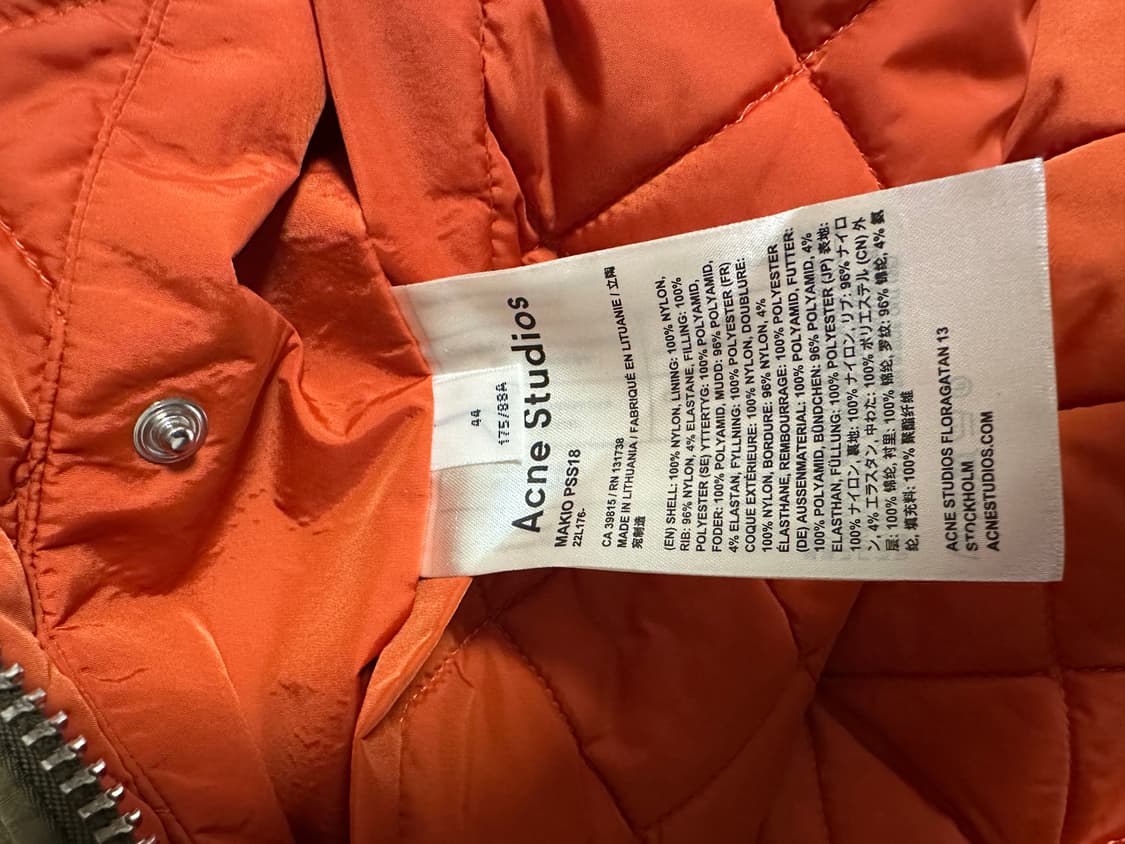 44
175/88A
Acne Studios
MAKIO PSS18
22L176-
CA 39815 / RN 131738
MADE IN LITHUANIA / FABRIQUÉ EN LITUANIE / 立陶
宛制造
(EN) SHELL: 100% NYLON, LINING: 100% NYLON,
RIB: 96% NYLON, 4% ELASTANE, FILLING: 100%
POLYESTER (SE) YTTERTYG: 100% POLYAMID,
FODER: 100% POLYAMID, MUDD: 96% POLYAMID,
4% ELASTAN, FYLLNING: 100% POLYESTER (FR)
COQUE EXTÉRIEURE: 100% NYLON, DOUBLURE:
100% NYLON, BORDURE: 96% NYLON, 4%
ÉLASTHANE, REMBOURRAGE: 100% POLYESTER
(DE) AUSSENMATERIAL: 100% POLYAMID, FUTTER:
100% POLYAMID, BÜNDCHEN: 96% POLYAMID, 4%
ELASTHAN, FÜLLUNG: 100% POLYESTER (JP) 表地:
100% ナイロン, 裏地: 100% ナイロン, リブ: 96% ナイロ
ン, 4% エラスタン, 中わた: 100% ポリエステル (CN) 外
层: 100% 锦纶, 衬里: 100% 锦纶, 罗纹: 96% 锦纶, 4% 氨
纶, 填充料: 100% 聚酯纤维
ACNE STUDIOS FLORAGATAN 13
STOCKHOLM
ACNESTUDIOS.COM